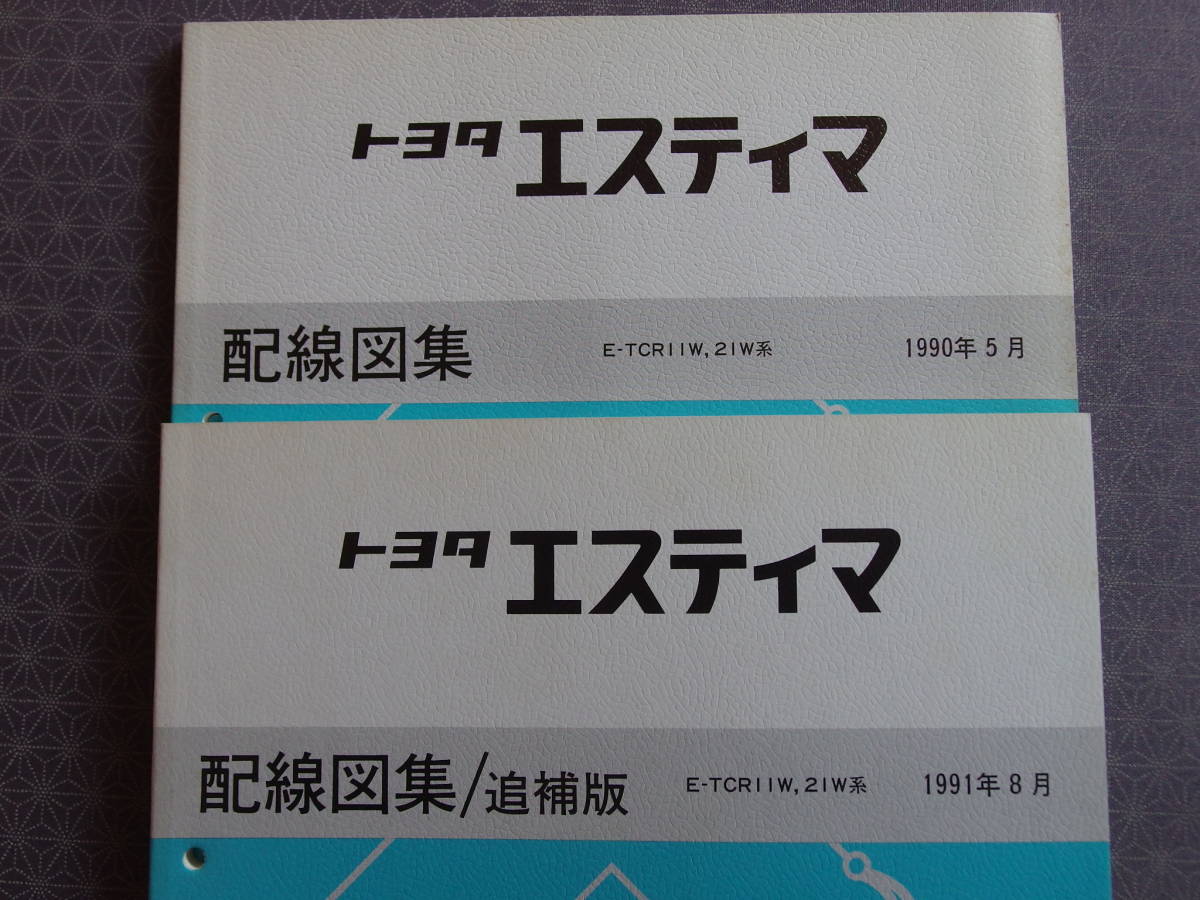 トヨタ エスティマ
配線図集 E-TCR11W, 21W系 1990年5月
トヨタ エスティマ
配線図集/追補版 E-TCR11W, 21W系 1991年8月